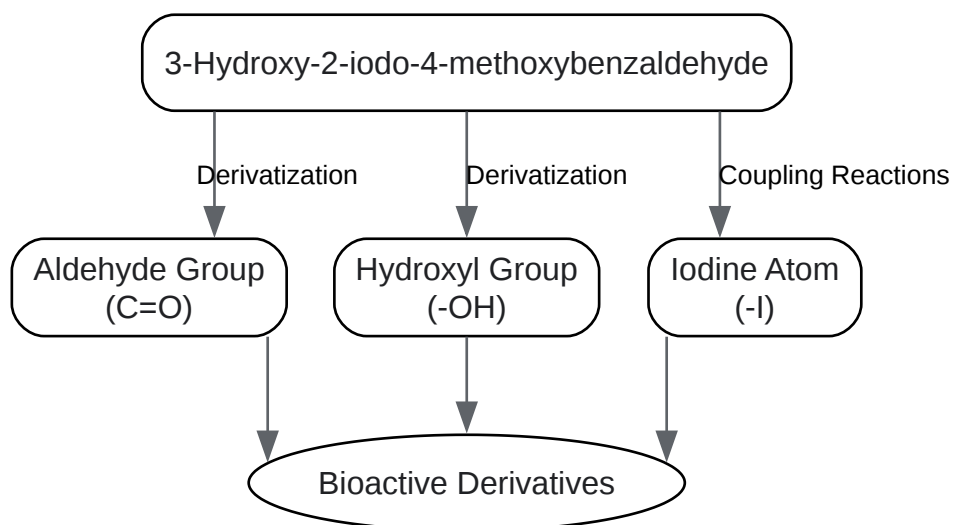 3-Hydroxy-2-iodo-4-methoxybenzaldehyde
Derivatization
Derivatization
Coupling Reactions
Aldehyde Group
(C=O)
Hydroxyl Group
(-OH)
Iodine Atom
(-I)
Bioactive Derivatives